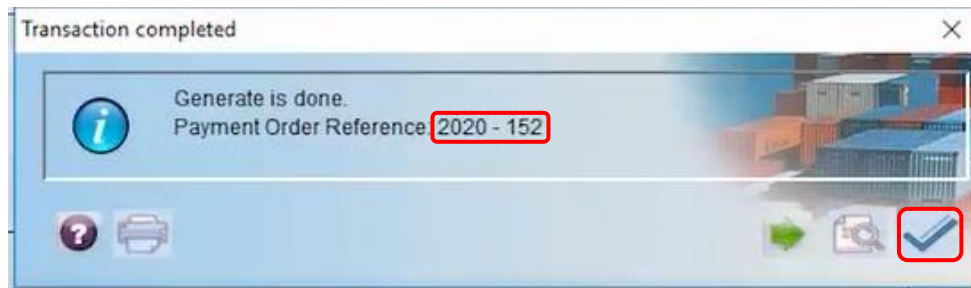 Transaction completed
Generate is done.
Payment Order Reference: 2020 - 152